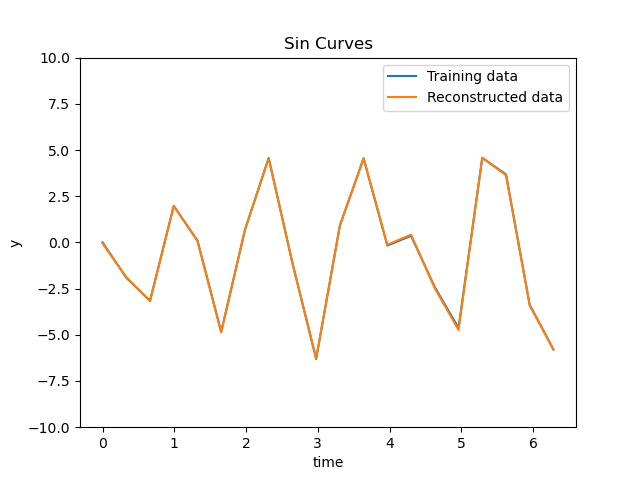 Sin Curves
Training data
Reconstructed data
10.0
7.5
5.0
2.5
0.0
−2.5
−5.0
−7.5
−10.0
y
0 1 2 3 4 5 6
time